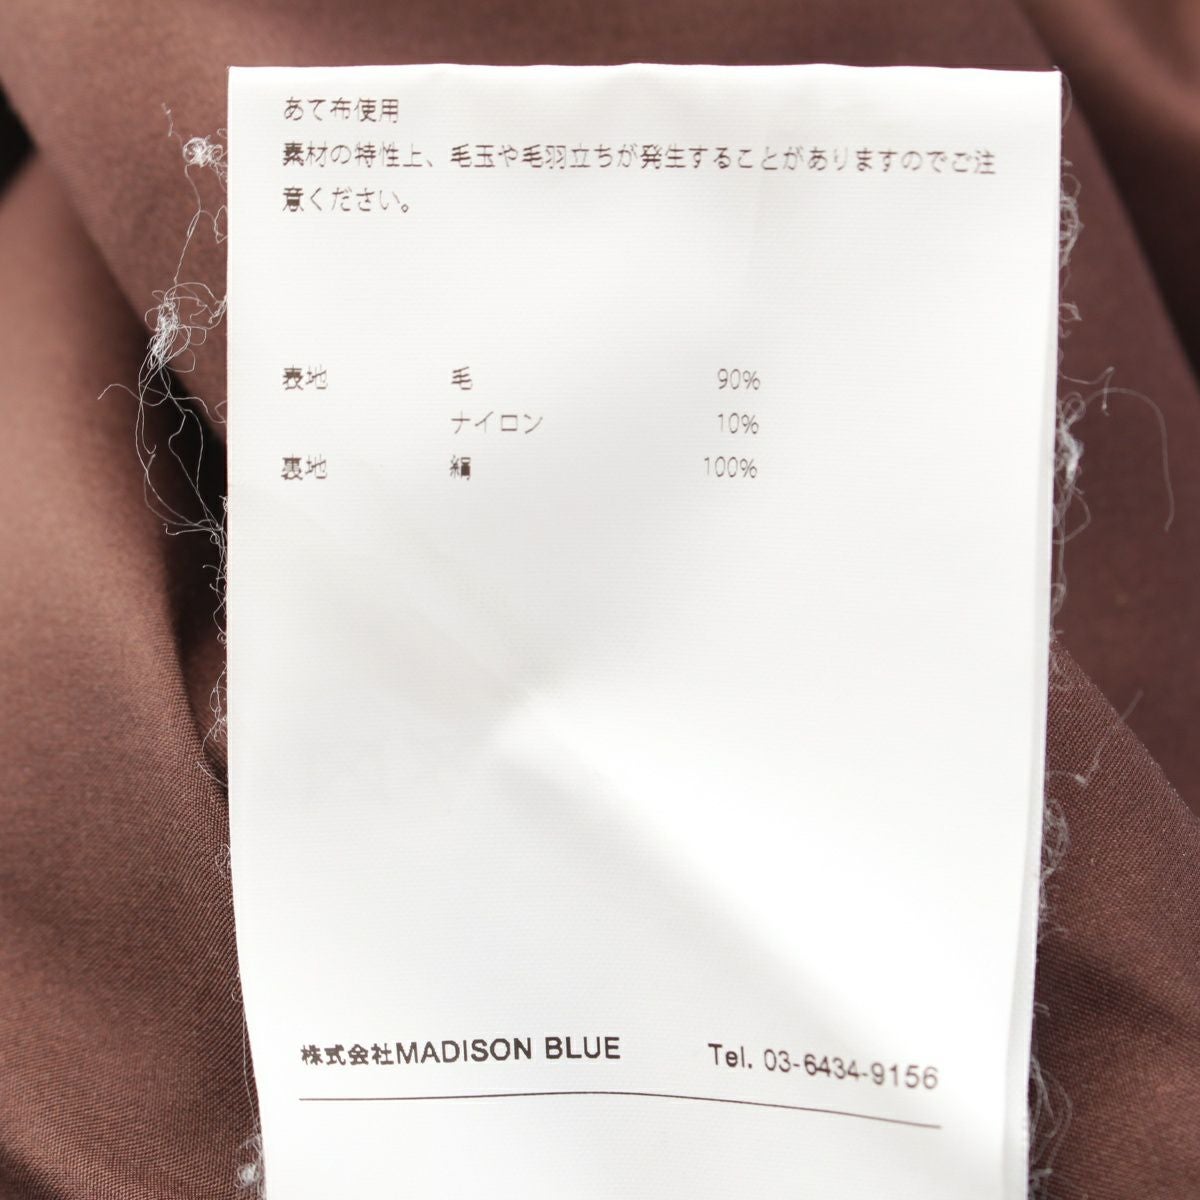 あて布使用
素材の特性上、毛玉や毛羽立ちが発生することがありますのでご注
意ください。
表地 毛 90%
ナイロン 10%
裏地 絹 100%
株式会社MADISON BLUE Tel. 03-6434-9156